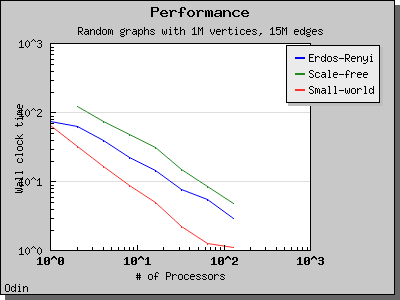 Performance
Random graphs with 1M vertices, 15M edges
Erdos-Renyi
Scale-free
Small-world
Wall clock time
10^3
10^2
10^1
10^0
10^0 10^1 10^2 10^3
# of Processors
Odin